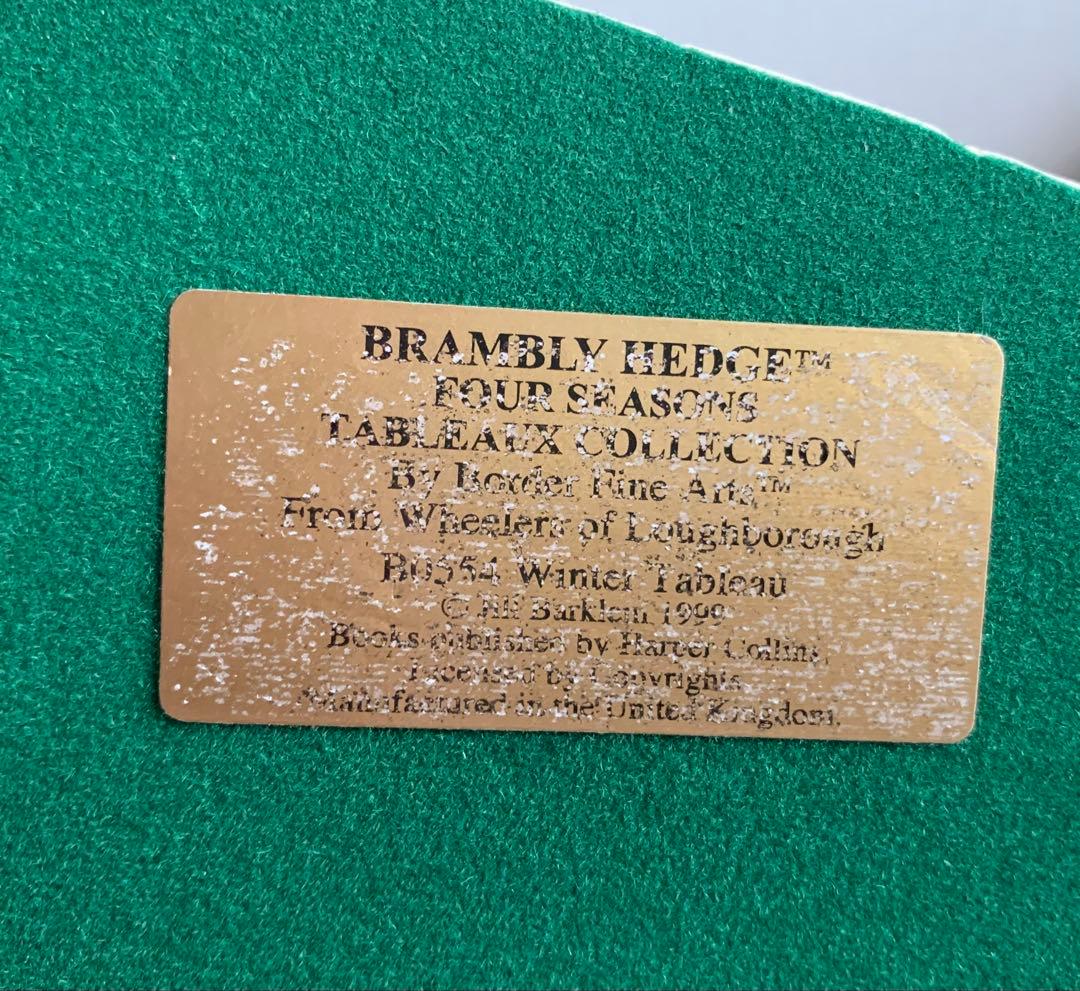 BRAMBLY HEDGE™
FOUR SEASONS
TABLEAUX COLLECTION
By Border Fine Arts™
From Wheelers of Loughborough
B0554 Winter Tableau
© Jill Barklem 1999
Books published by Harper Collins.
Licensed by Copyrights
Manufactured in the United Kingdom.